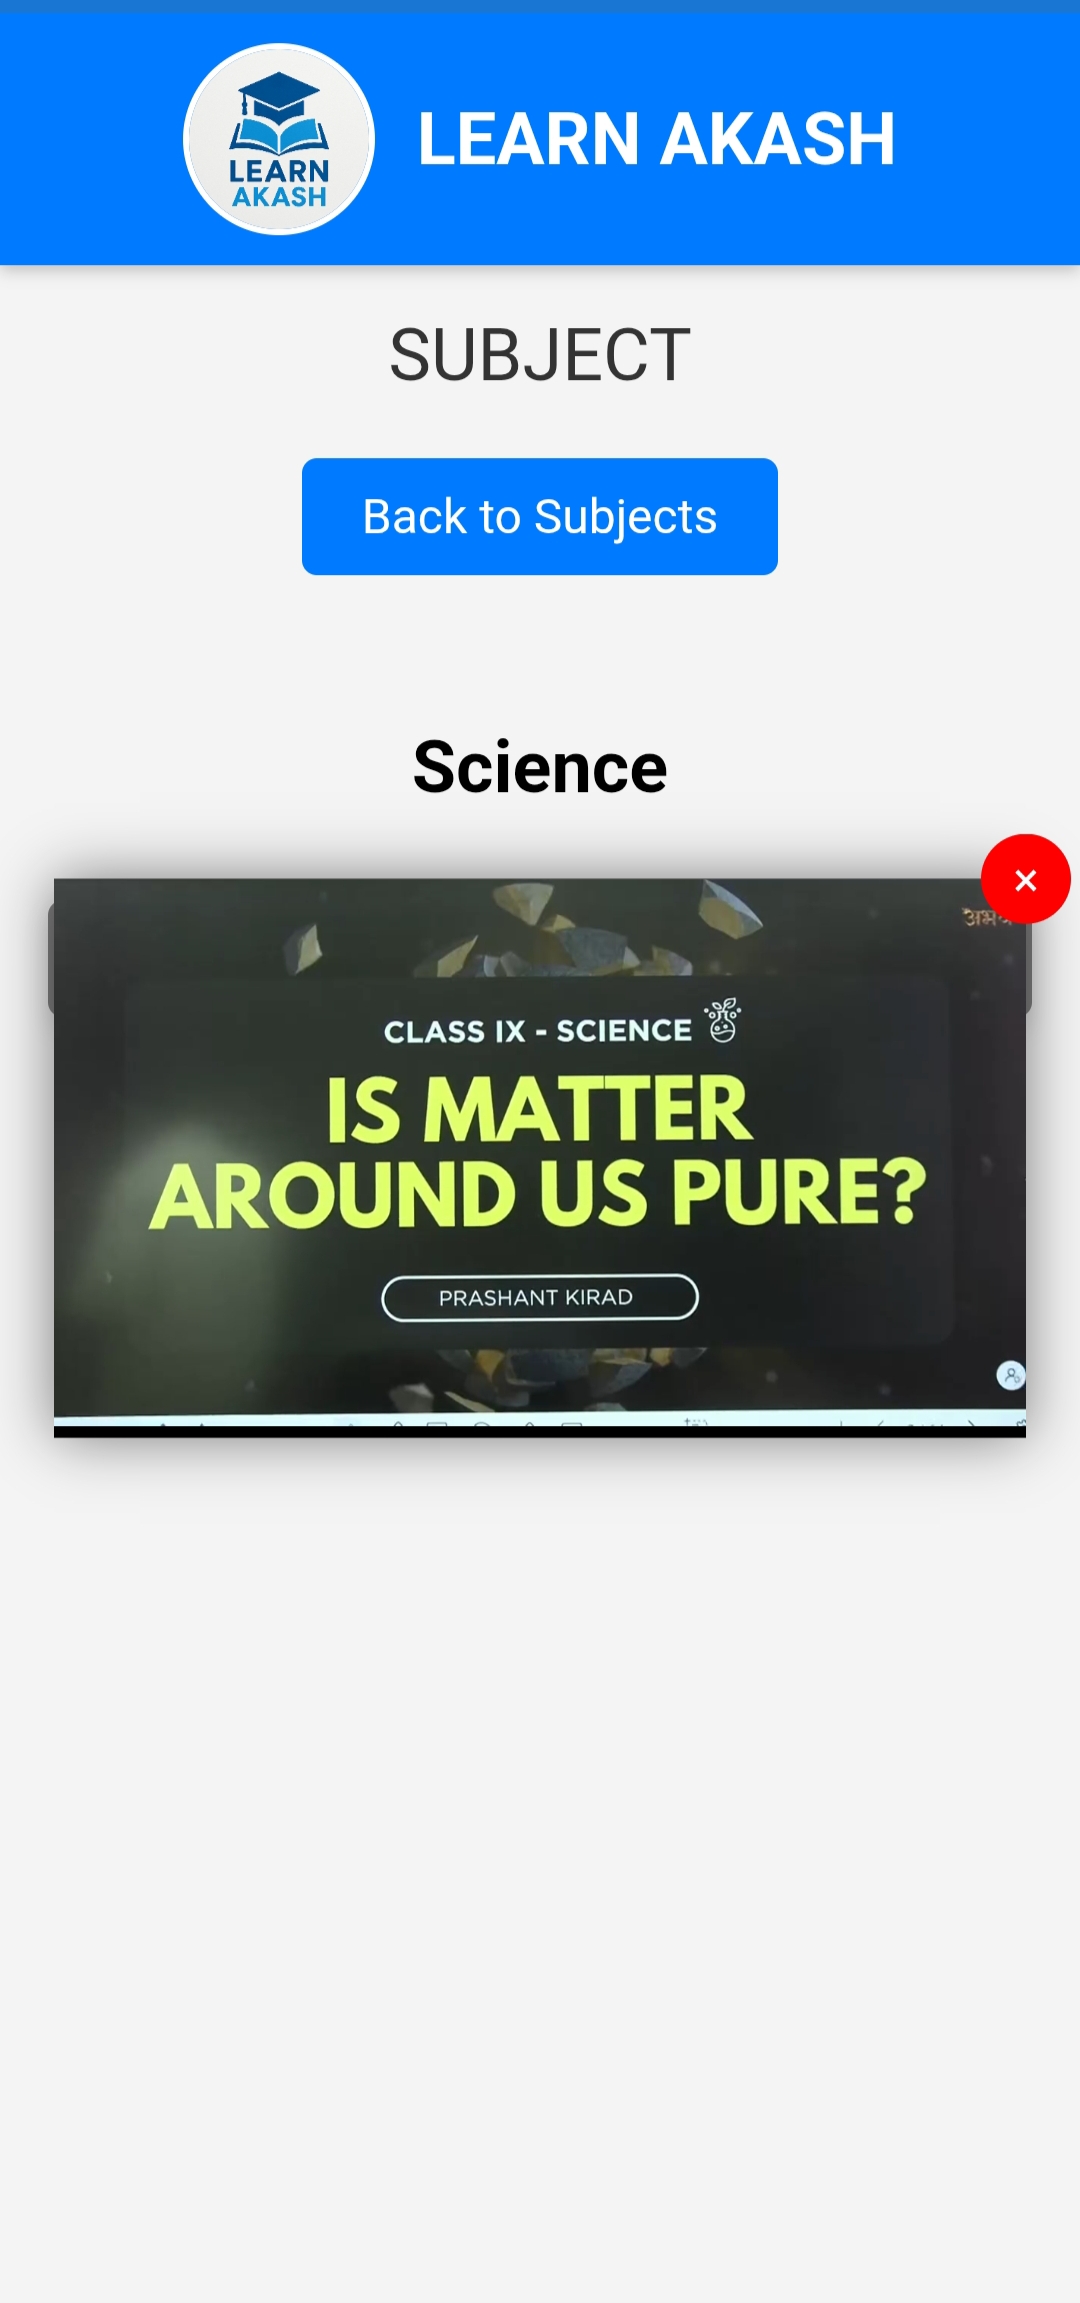 LEARN
AKASH
LEARN AKASH
SUBJECT
Back to Subjects
Science
×
CLASS IX - SCIENCE
IS MATTER
AROUND US PURE?
PRASHANT KIRAD